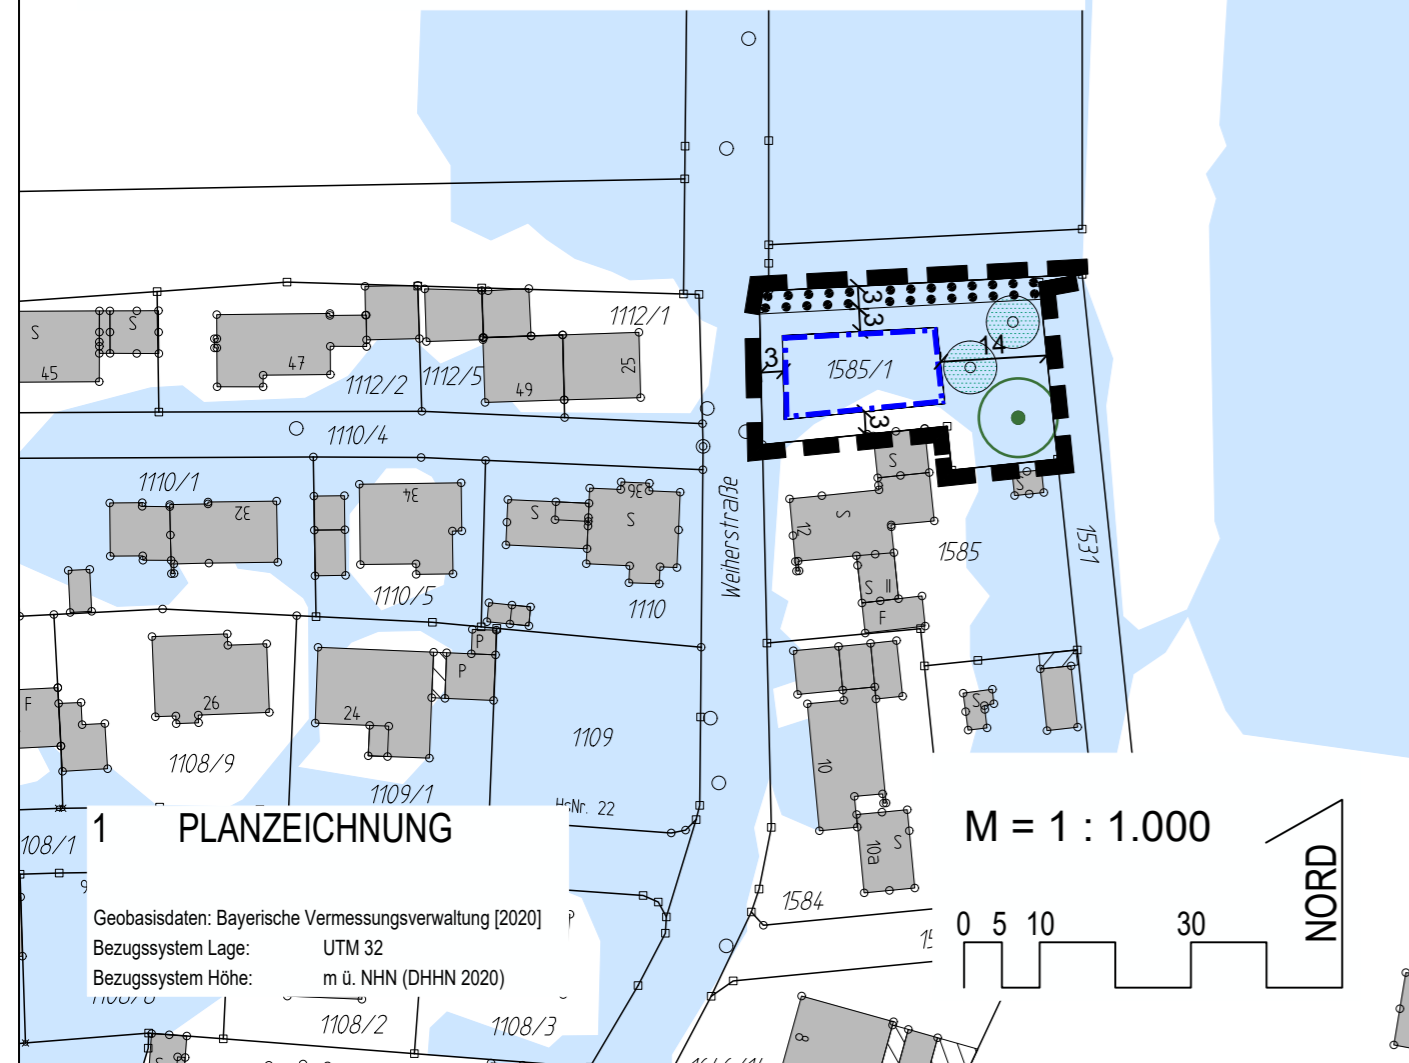 1112/1
S
S
45
47
1112/2
1112/5
49
25
3
3
3
14
1585/1
3
1110/4
1110/1
32
34
S
36
S
1110/5
1110
Weiherstraße
S
12
S
S
1585
1531
S II
F
P
P
F
26
24
1109
1108/9
1109/1
HsNr. 22
S
10
10a
S
1584
108/1
1 PLANZEICHNUNG
Geobasisdaten: Bayerische Vermessungsverwaltung [2020]
Bezugssystem Lage: UTM 32
Bezugssystem Höhe: m ü. NHN (DHHN 2020)
M = 1 : 1.000
0 5 10 30
NORD
1108/2
1108/3
8
S